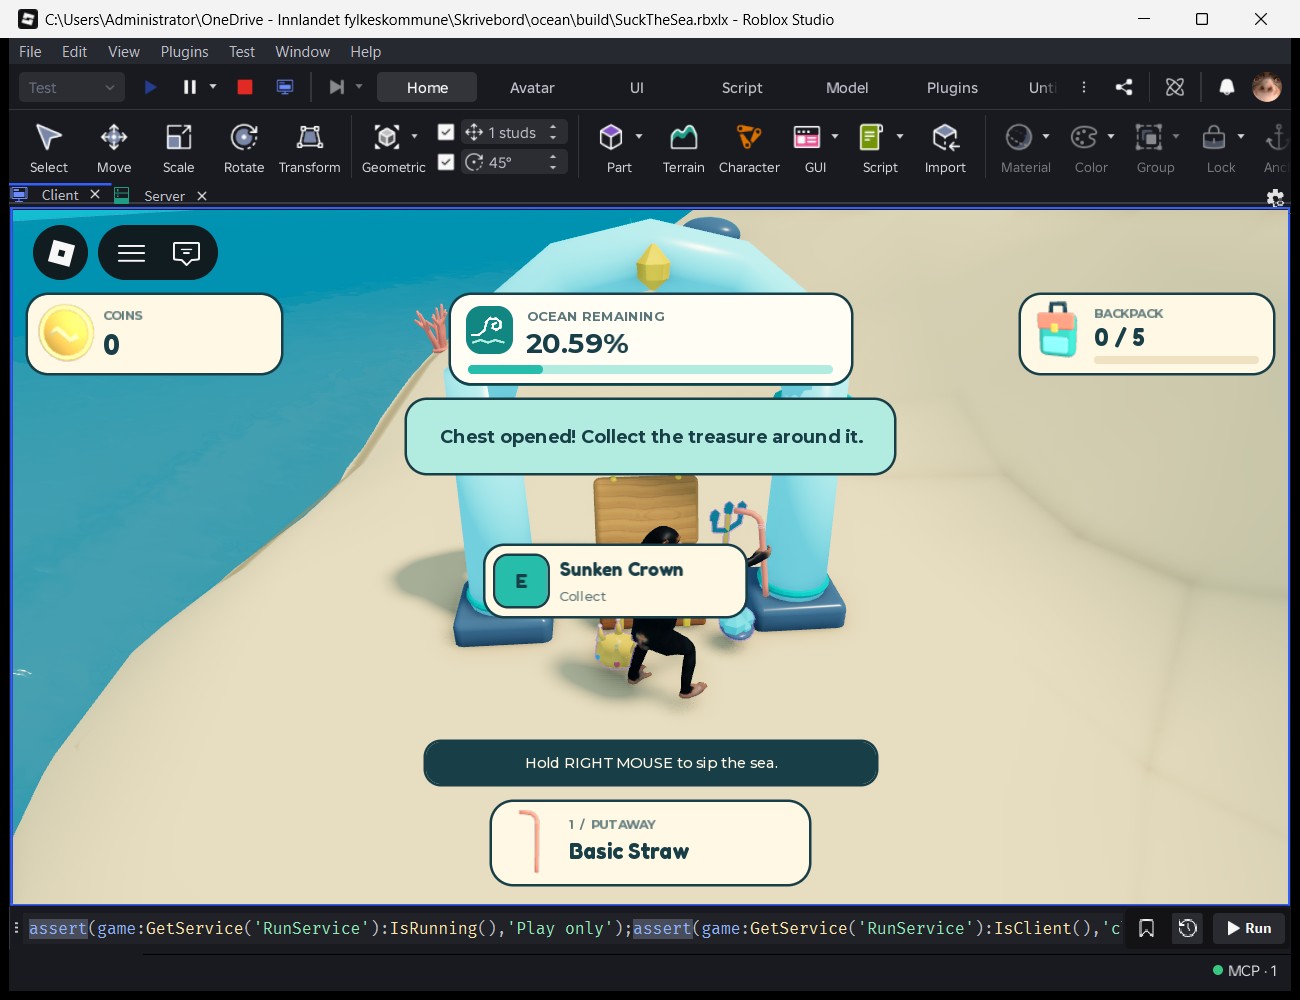 C:\Users\Administrator\OneDrive - Innlandet fylkeskommune\Skrivebord\ocean\build\SuckTheSea.rbxlx - Roblox Studio
File Edit View Plugins Test Window Help
Test Home Avatar UI Script Model Plugins Unti
1 studs
45°
Select Move Scale Rotate Transform Geometric Part Terrain Character GUI Script Import Material Color Group Lock Anc
Client Server
COINS
0
OCEAN REMAINING
20.59%
BACKPACK
0 / 5
Chest opened! Collect the treasure around it.
E
Sunken Crown
Collect
Hold RIGHT MOUSE to sip the sea.
1 / PUT AWAY
Basic Straw
assert(game:GetService('RunService'):IsRunning(),'Play only');assert(game:GetService('RunService'):IsClient(),'c
Run
MCP · 1